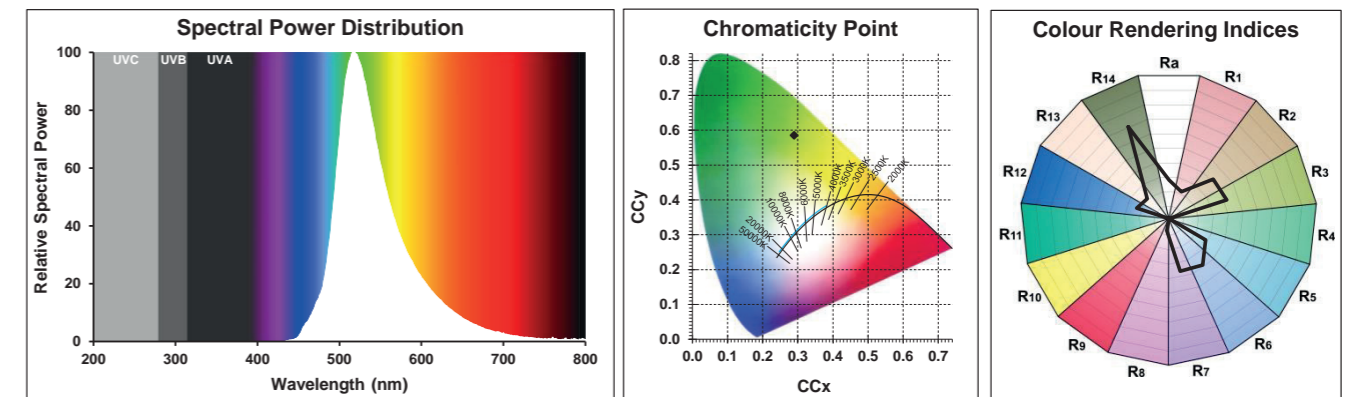 Spectral Power Distribution
100
80
60
40
20
0
Relative Spectral Power
UVC UVB UVA
200 300 400 500 600 700 800
Wavelength (nm)
Chromaticity Point
0.8
0.7
0.6
0.5
0.4
0.3
0.2
0.1
0.0
CCy
50000K
20000K
10000K
8000K
6000K
5000K
4000K
3500K
3000K
2500K
2000K
0.0 0.1 0.2 0.3 0.4 0.5 0.6 0.7
CCx
Colour Rendering Indices
Ra
R1
R2
R3
R4
R5
R6
R7
R8
R9
R10
R11
R12
R13
R14